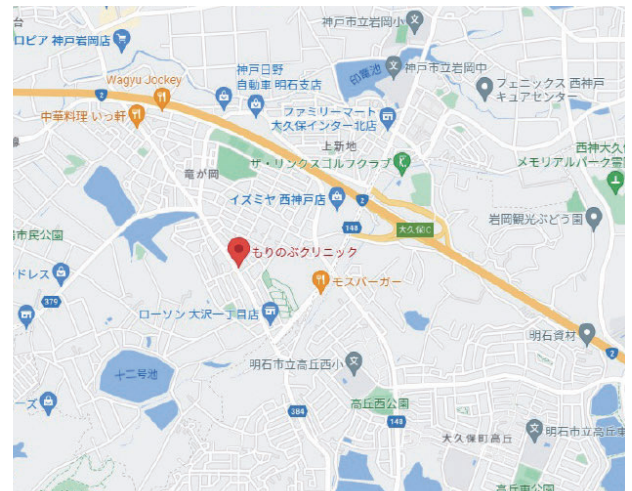 台
神戸市立岩岡小
ロピア 神戸岩岡店
印籠池
神戸市立岩岡中
神戸日野
自動車 明石支店
Wagyu Jockey
フェニックス 西神戸
キュアセンター
2
中華料理 いっ軒
ファミリーマート
大久保インター北店
上新地
ザ・リンクスゴルフクラブ
西神大久
メモリアルパーク霊
竜が岡
イズミヤ 西神戸店
2
岩岡観光ぶどう園
148
大久保IC
市民公園
もりのぶクリニック
ドレス
モスバーガー
379
ローソン 大沢一丁目店
明石資材
2
明石市立高丘西小
十二号池
ーズ
384
高丘西公園
148
大久保町高丘
明石市立高丘東
高丘東公園